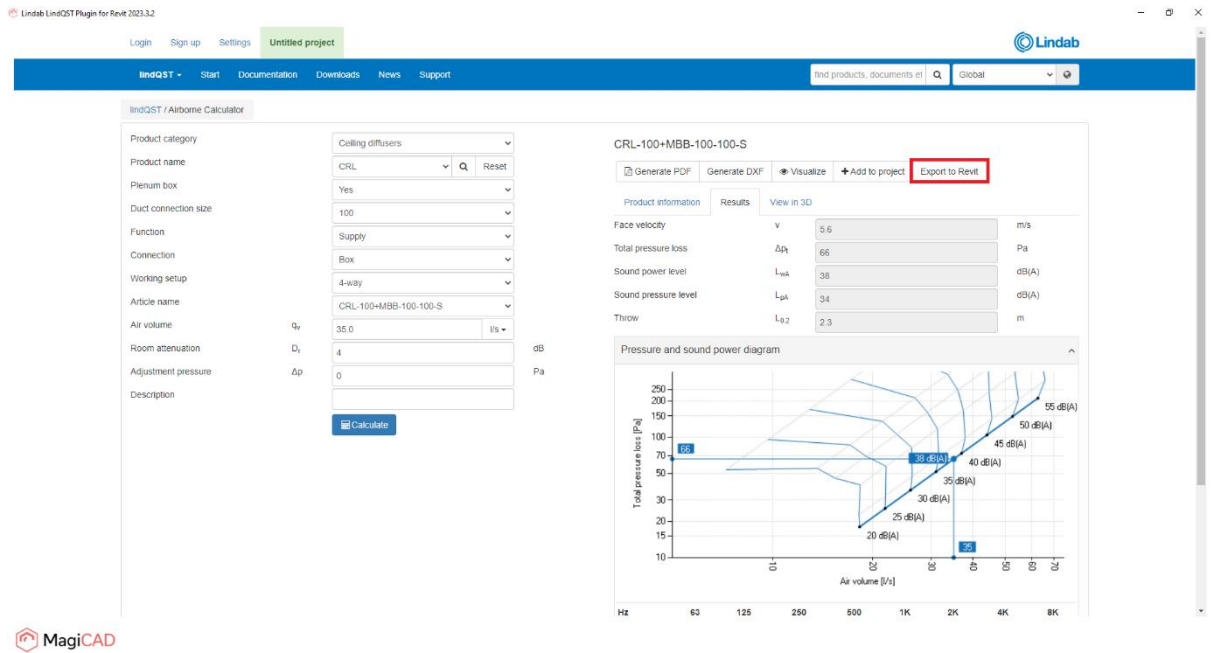 Lindab LindQST Plugin for Revit 2023.3.2
Login Sign up Settings Untitled project
Lindab
lindQST Start Documentation Downloads News Support
find products, documents et
Global
lindQST / Airborne Calculator
Product category Ceiling diffusers
Product name CRL Reset
Plenum box Yes
Duct connection size 100
Function Supply
Connection Box
Working setup 4-way
Article name CRL-100+MBB-100-100-S
Air volume qv 35.0 l/s
Room attenuation Dr 4 dB
Adjustment pressure Δp 0 Pa
Description
Calculate
CRL-100+MBB-100-100-S
Generate PDF Generate DXF Visualize Add to project Export to Revit
Product information Results View in 3D
Face velocity v 5.6 m/s
Total pressure loss Δpt 66 Pa
Sound power level LwA 38 dB(A)
Sound pressure level LpA 34 dB(A)
Throw L0.2 2.3 m
Pressure and sound power diagram
Total pressure loss [Pa]
250
200
150
100
70
50
30
20
15
10
66
38 dB(A)
35
55 dB(A)
50 dB(A)
45 dB(A)
40 dB(A)
35 dB(A)
30 dB(A)
25 dB(A)
20 dB(A)
10 20 30 40 50 60 70
Air volume [l/s]
Hz 63 125 250 500 1K 2K 4K 8K
MagiCAD